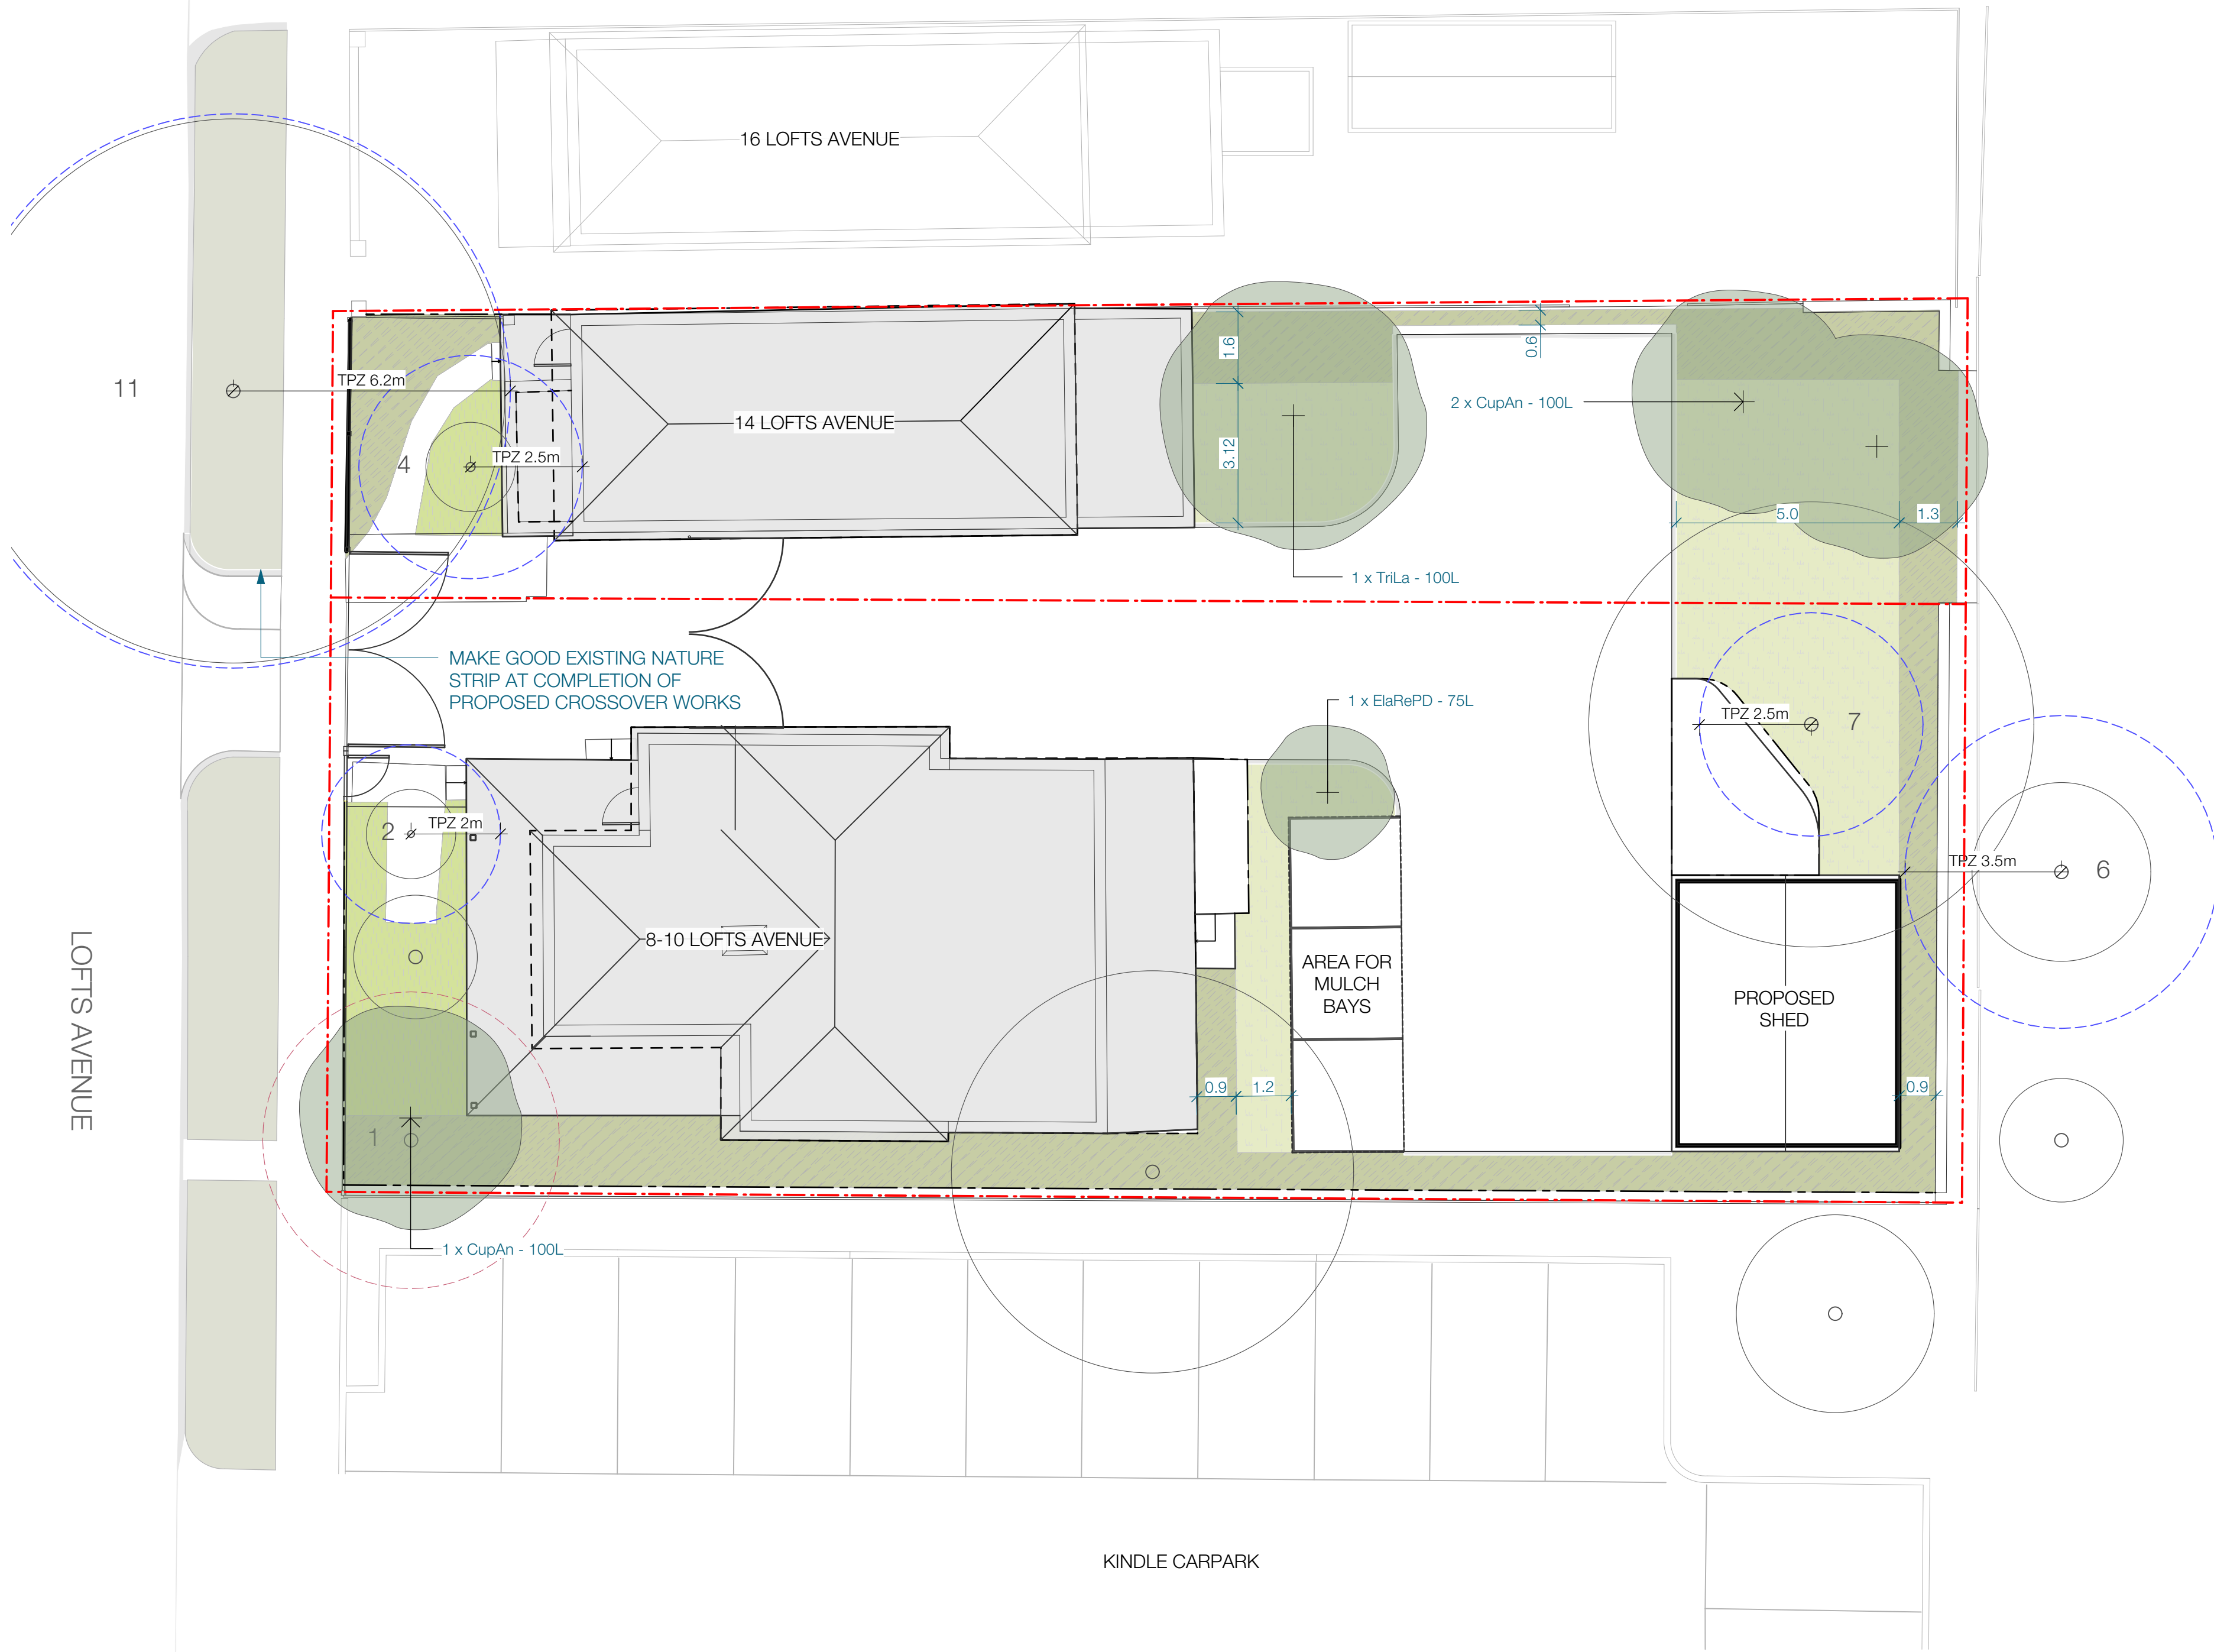 16 LOFTS AVENUE
11
TPZ 6.2m
1.6
0.6
2 x CupAn - 100L
14 LOFTS AVENUE
4
TPZ 2.5m
3.12
5.0
1.3
1 x TriLa - 100L
MAKE GOOD EXISTING NATURE
STRIP AT COMPLETION OF
PROPOSED CROSSOVER WORKS
1 x ElaRePD - 75L
TPZ 2.5m
7
2
TPZ 2m
TPZ 3.5m
6
8-10 LOFTS AVENUE
LOFTS AVENUE
AREA FOR
MULCH
BAYS
PROPOSED
SHED
0.9
1.2
0.9
1
1 x CupAn - 100L
KINDLE CARPARK